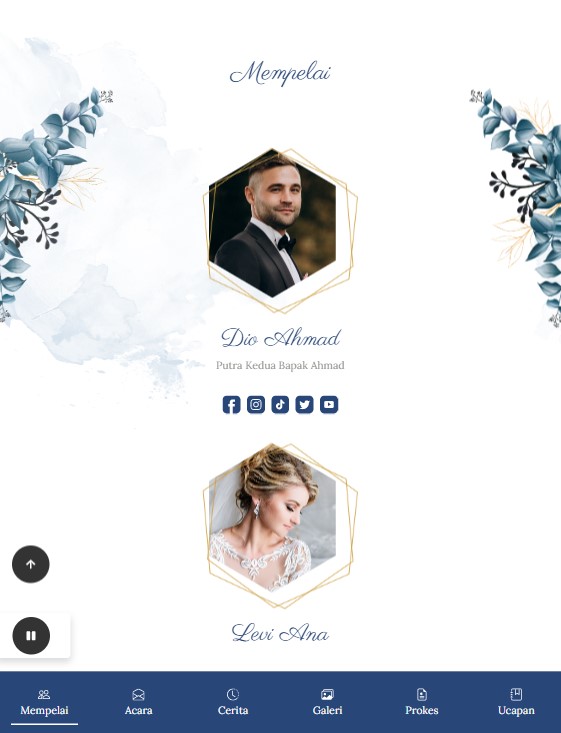 Mempelai
Dio Ahmad
Putra Kedua Bapak Ahmad
Levi Ana
Mempelai
Acara
Cerita
Galeri
Prokes
Ucapan